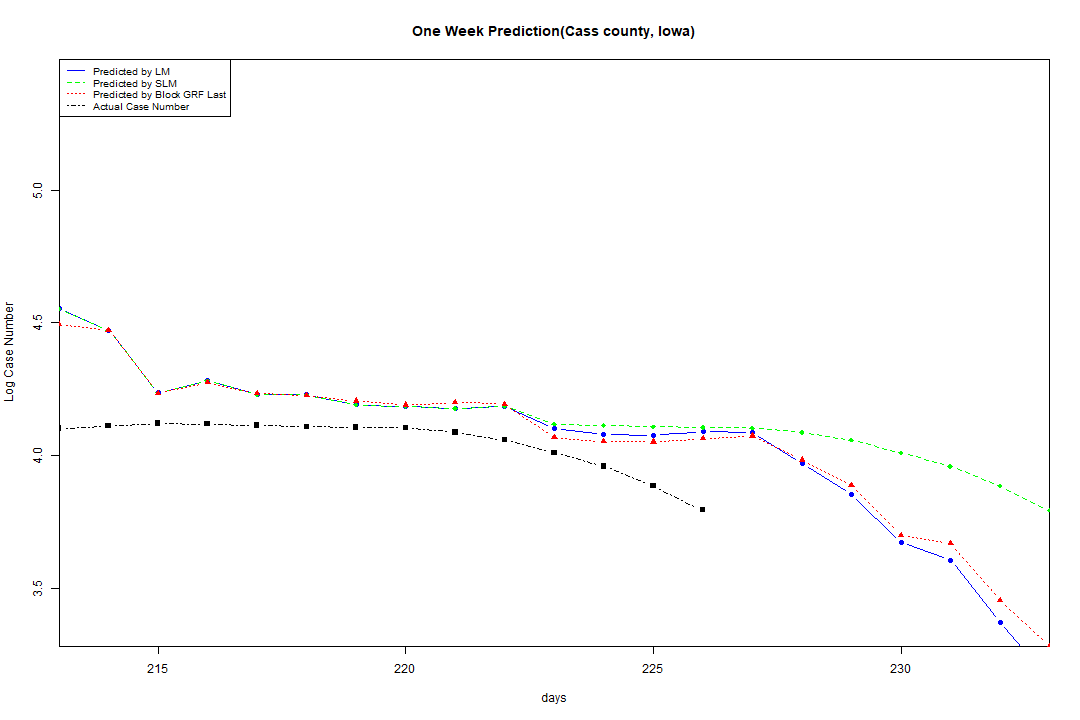 One Week Prediction(Cass county, Iowa)
Predicted by LM
Predicted by SLM
Predicted by Block GRF Last
Actual Case Number
Log Case Number
5.0
4.5
4.0
3.5
215 220 225 230
days